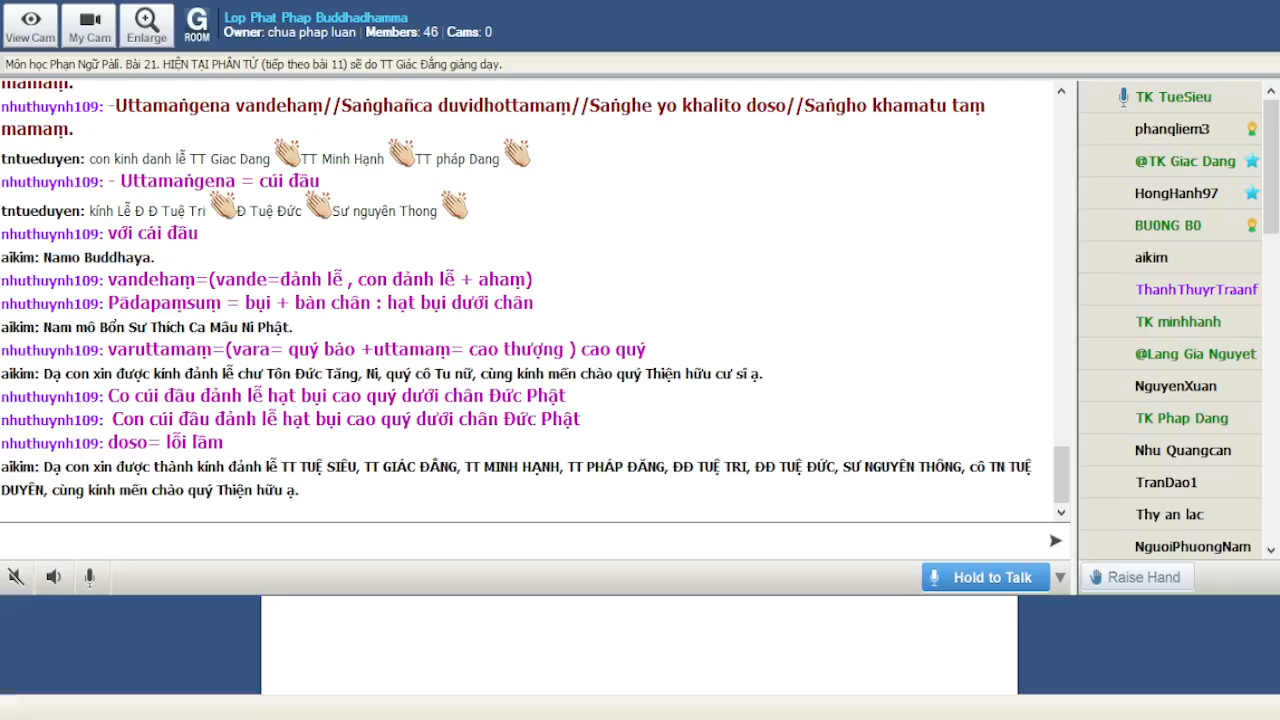 View Cam
My Cam
Enlarge
G
ROOM
Lop Phat Phap Buddhadhamma
Owner: chua phap luan | Members: 46 | Cams: 0
Môn học Phạn Ngữ Pāli. Bài 21. HIỆN TẠI PHÂN TỪ (tiếp theo bài 11) sẽ do TT Giác Đẳng giảng dạy.
mamaṃ.
nhuthuynh109: -Uttamaṅgena vandehaṃ//Saṅghañca duvidhottamaṃ//Saṅghe yo khalito doso//Saṅgho khamatu taṃ
mamaṃ.
tntueduyen: con kinh danh lễ TT Giac Dang TT Minh Hạnh TT pháp Dang
nhuthuynh109: - Uttamaṅgena = cúi đầu
tntueduyen: kính Lễ Đ Đ Tuệ Tri Đ Tuệ Đức Sư nguyên Thong
nhuthuynh109: với cái đầu
aikim: Namo Buddhaya.
nhuthuynh109: vandehaṃ=(vande=đảnh lễ , con đảnh lễ + ahaṃ)
nhuthuynh109: Pādapaṃsuṃ = bụi + bàn chân : hạt bụi dưới chân
aikim: Nam mô Bổn Sư Thích Ca Mâu Ni Phật.
nhuthuynh109: varuttamaṃ=(vara= quý báo +uttamaṃ= cao thượng ) cao quý
aikim: Dạ con xin được kính đảnh lễ chư Tôn Đức Tăng, Ni, quý cô Tu nữ, cùng kính mến chào quý Thiện hữu cư sĩ ạ.
nhuthuynh109: Co cúi đầu đảnh lễ hạt bụi cao quý dưới chân Đức Phật
nhuthuynh109: Con cúi đầu đảnh lễ hạt bụi cao quý dưới chân Đức Phật
nhuthuynh109: doso= lỗi lầm
aikim: Dạ con xin được thành kính đảnh lễ TT TUỆ SIÊU, TT GIÁC ĐẲNG, TT MINH HẠNH, TT PHÁP ĐĂNG, ĐĐ TUỆ TRI, ĐĐ TUỆ ĐỨC, SƯ NGUYÊN THÔNG, cô TN TUỆ
DUYÊN, cùng kính mến chào quý Thiện hữu ạ.
TK TueSieu
phanqliem3
@TK Giac Dang
HongHanh97
BU0NG B0
aikim
ThanhThuyrTraanf
TK minhhanh
@Lang Gia Nguyet
NguyenXuan
TK Phap Dang
Nhu Quangcan
TranDao1
Thy an lac
NguoiPhuongNam
Hold to Talk
Raise Hand